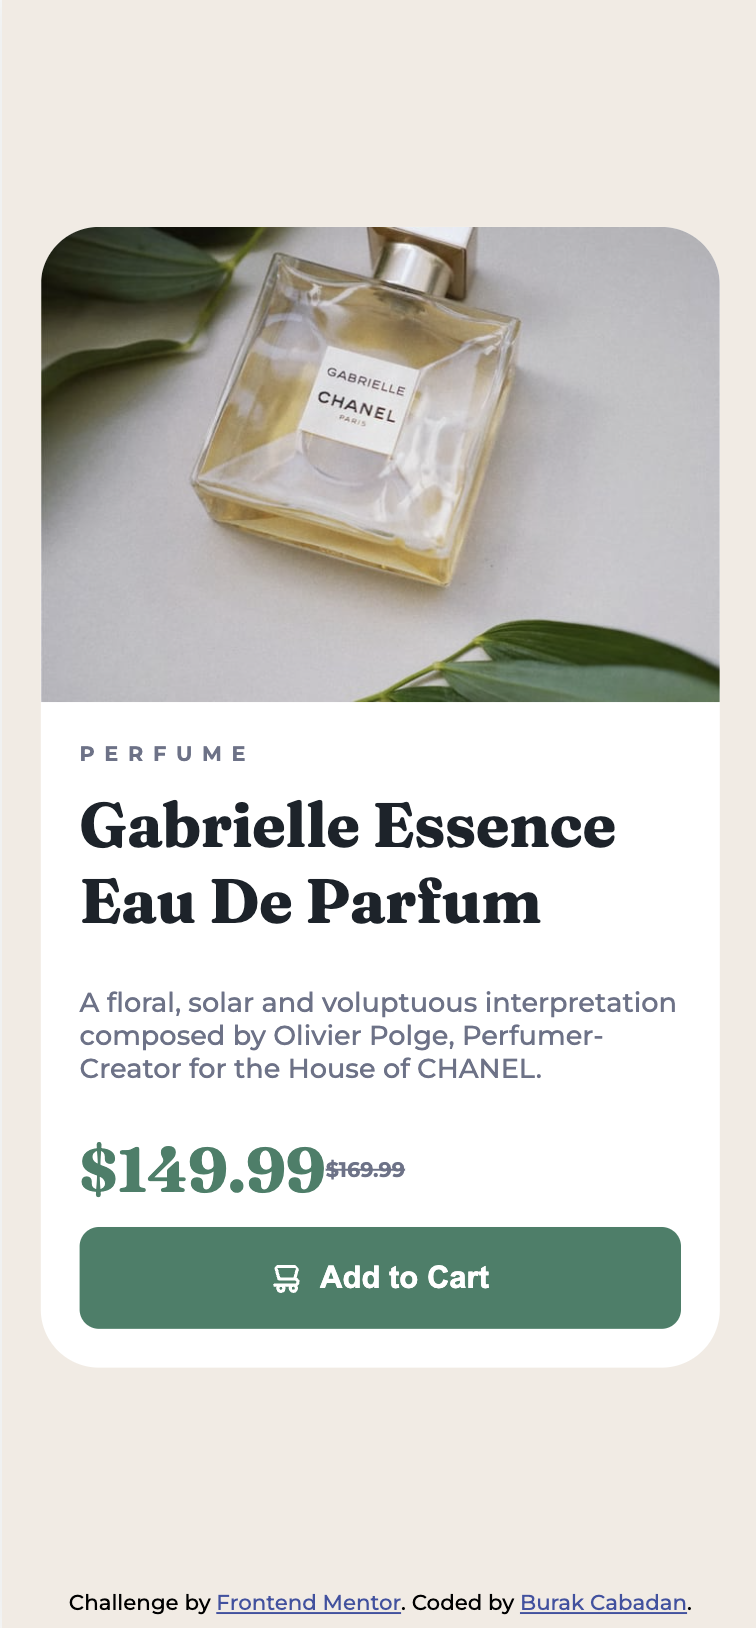 GABRIELLE
CHANEL
PARIS
PERFUME
Gabrielle Essence
Eau De Parfum
A floral, solar and voluptuous interpretation
composed by Olivier Polge, Perfumer-
Creator for the House of CHANEL.
$149.99 $169.99
Add to Cart
Challenge by Frontend Mentor. Coded by Burak Cabadan.